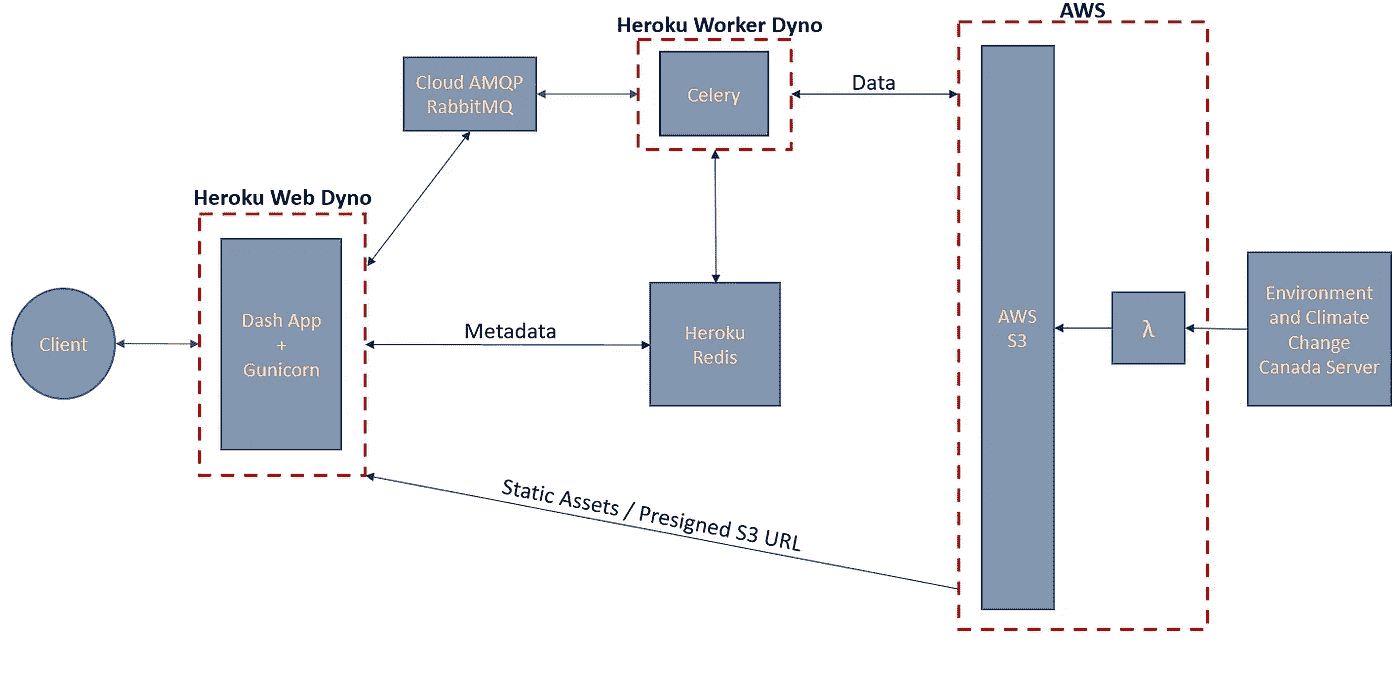 AWS
Heroku Worker Dyno
Cloud AMQP
RabbitMQ
Celery
Data
Heroku Web Dyno
Dash App
+
Gunicorn
Client
Metadata
Heroku
Redis
AWS
S3
λ
Environment
and Climate
Change
Canada Server
Static Assets / Presigned S3 URL